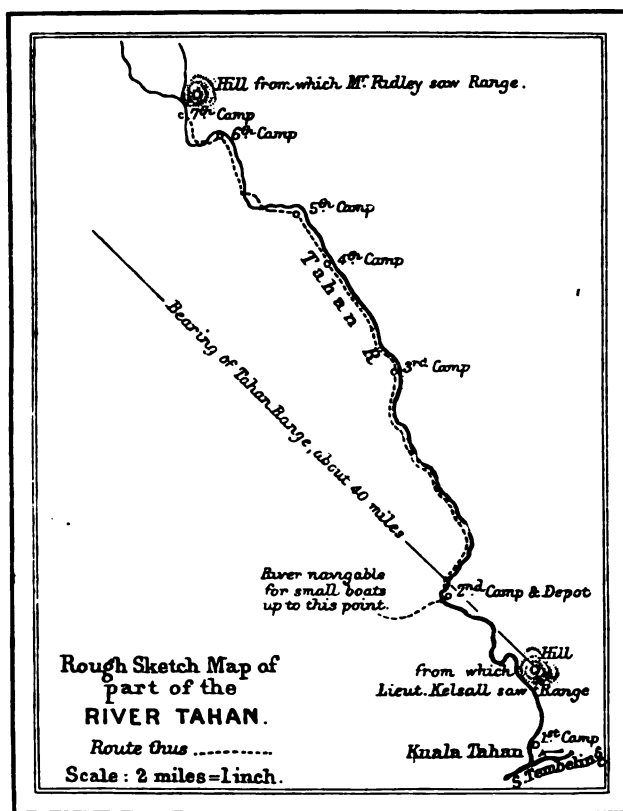 Hill from which Mr. Ridley saw Range.
7th Camp
6th Camp
5th Camp
4th Camp
Tahan R
3rd Camp
Bearing of Tahan Range, about 40 miles
River navigable
for small boats
up to this point.
2nd Camp & Depot
Hill
from which
Lieut. Kelsall saw Range
1st Camp
Kuala Tahan
S. Tembeling
Rough Sketch Map of
part of the
RIVER TAHAN.
Route thus ............
Scale: 2 miles=1 inch.